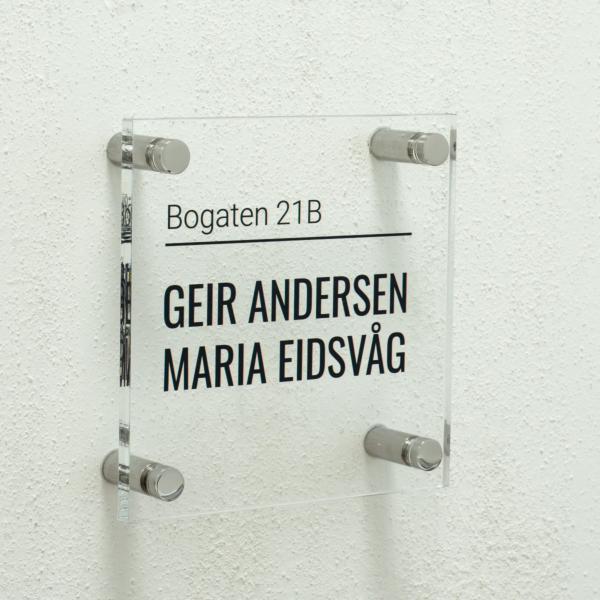 Bogaten 21B
GEIR ANDERSEN
MARIA EIDSVÅG